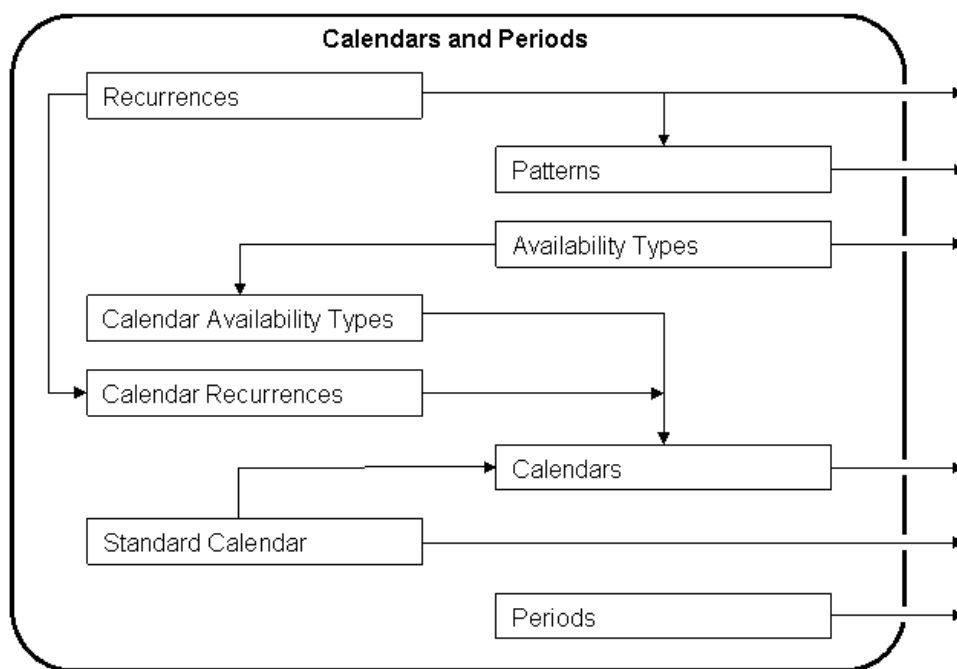 Calendars and Periods
Recurrences
Patterns
Availability Types
Calendar Availability Types
Calendar Recurrences
Calendars
Standard Calendar
Periods